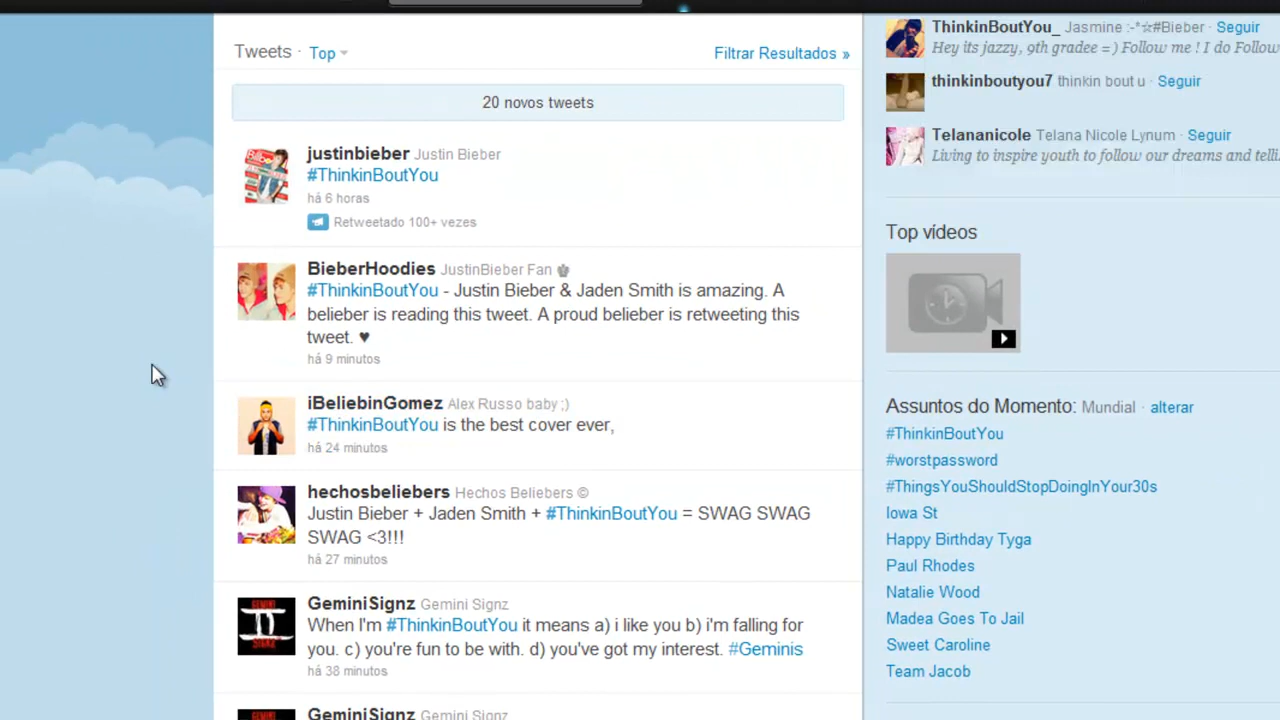 Tweets · Top
Filtrar Resultados »
20 novos tweets
justinbieber Justin Bieber
#ThinkinBoutYou
há 6 horas
Retweetado 100+ vezes
BieberHoodies JustinBieber Fan
#ThinkinBoutYou - Justin Bieber & Jaden Smith is amazing. A
belieber is reading this tweet. A proud belieber is retweeting this
tweet. ♥
há 9 minutos
iBeliebinGomez Alex Russo baby ;)
#ThinkinBoutYou is the best cover ever,
há 24 minutos
hechosbeliebers Hechos Beliebers ©
Justin Bieber + Jaden Smith + #ThinkinBoutYou = SWAG SWAG
SWAG <3!!!
há 27 minutos
GeminiSignz Gemini Signz
When I'm #ThinkinBoutYou it means a) i like you b) i'm falling for
you. c) you're fun to be with. d) you've got my interest. #Geminis
há 38 minutos
GeminiSignz Gemini Signz
ThinkinBoutYou_ Jasmine :-*☆#Bieber · Seguir
Hey its jazzy, 9th gradee =) Follow me ! I do Follow
thinkinboutyou7 thinkin bout u · Seguir
Telananicole Telana Nicole Lynum · Seguir
Living to inspire youth to follow our dreams and telli
Top vídeos
Assuntos do Momento: Mundial · alterar
#ThinkinBoutYou
#worstpassword
#ThingsYouShouldStopDoingInYour30s
Iowa St
Happy Birthday Tyga
Paul Rhodes
Natalie Wood
Madea Goes To Jail
Sweet Caroline
Team Jacob